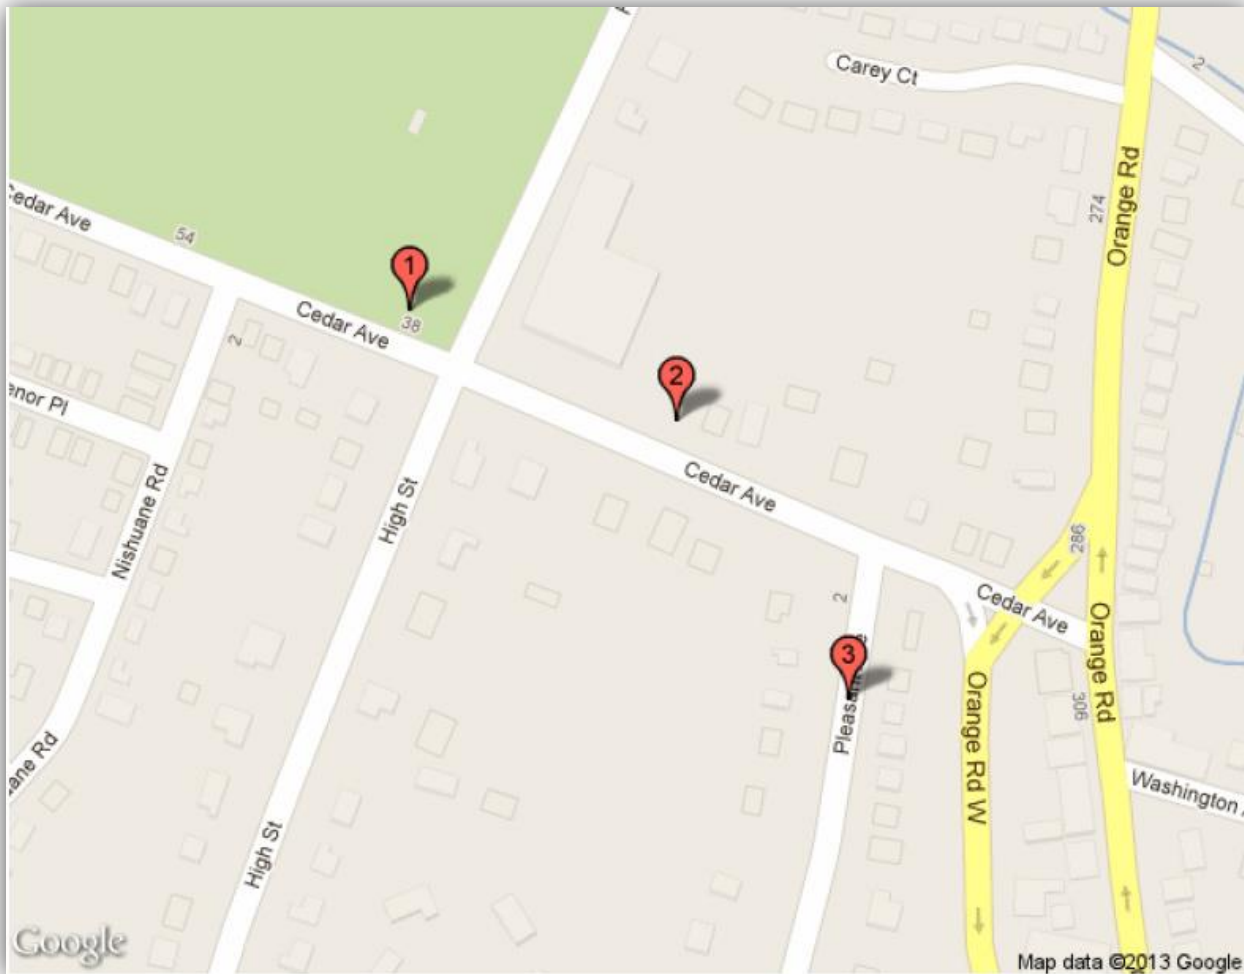 Carey Ct
2
Orange Rd
274
Cedar Ave
54
1
38
Cedar Ave
2
2
enor Pl
Cedar Ave
High St
Nishuane Rd
286
2
Cedar Ave
3
Orange Rd
306
Orange Rd W
Washington
High St
Google
Map data ©2013 Google